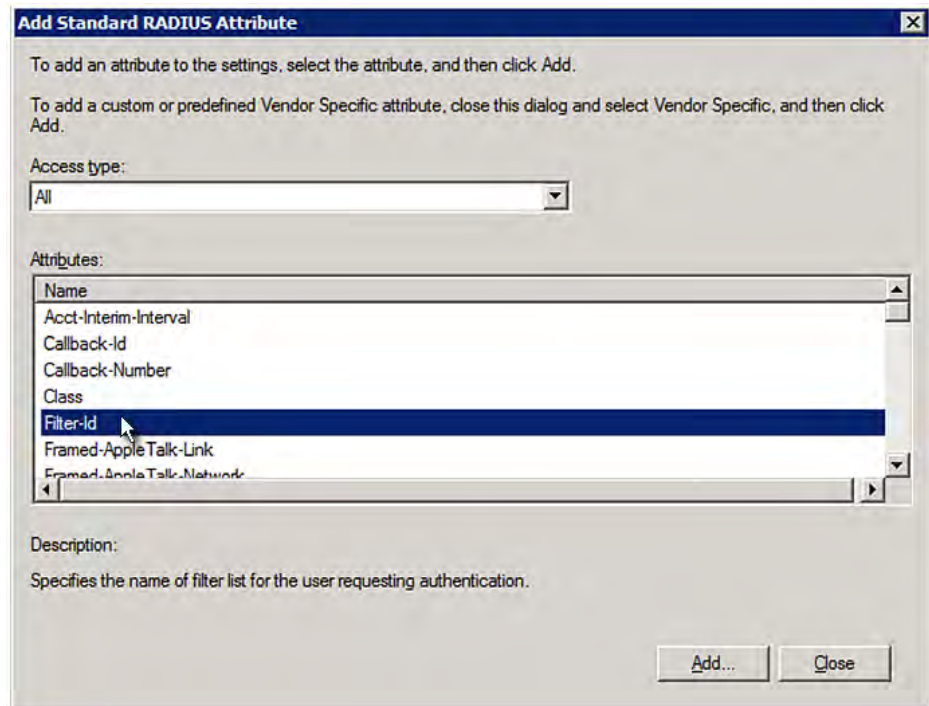 Add Standard RADIUS Attribute
To add an attribute to the settings, select the attribute, and then click Add.
To add a custom or predefined Vendor Specific attribute, close this dialog and select Vendor Specific, and then click
Add.
Access type:
All
Attributes:
Name
Acct-Interim-Interval
Callback-Id
Callback-Number
Class
Filter-Id
Framed-AppleTalk-Link
Framed-AppleTalk-Network
Description:
Specifies the name of filter list for the user requesting authentication.
Add... Close